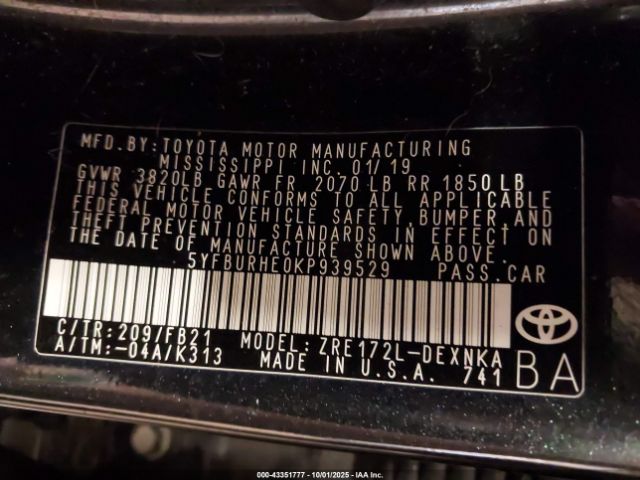 MFD.BY:TOYOTA MOTOR MANUFACTURING
MISSISSIPPI INC. 01/19
GVWR 3820LB GAWR FR 2070 LB RR 1850 LB
THIS VEHICLE CONFORMS TO ALL APPLICABLE
FEDERAL MOTOR VEHICLE SAFETY, BUMPER, AND
THEFT PREVENTION STANDARDS IN EFFECT ON
THE DATE OF MANUFACTURE SHOWN ABOVE.
5YFBURHE0KP939529 PASS.CAR
C/TR:209/FB21 MODEL:ZRE172L-DEXNKA
A/TM:-04A/K313 MADE IN U.S.A. 741
BA
000-43351777 - 10/01/2025 - IAA Inc.